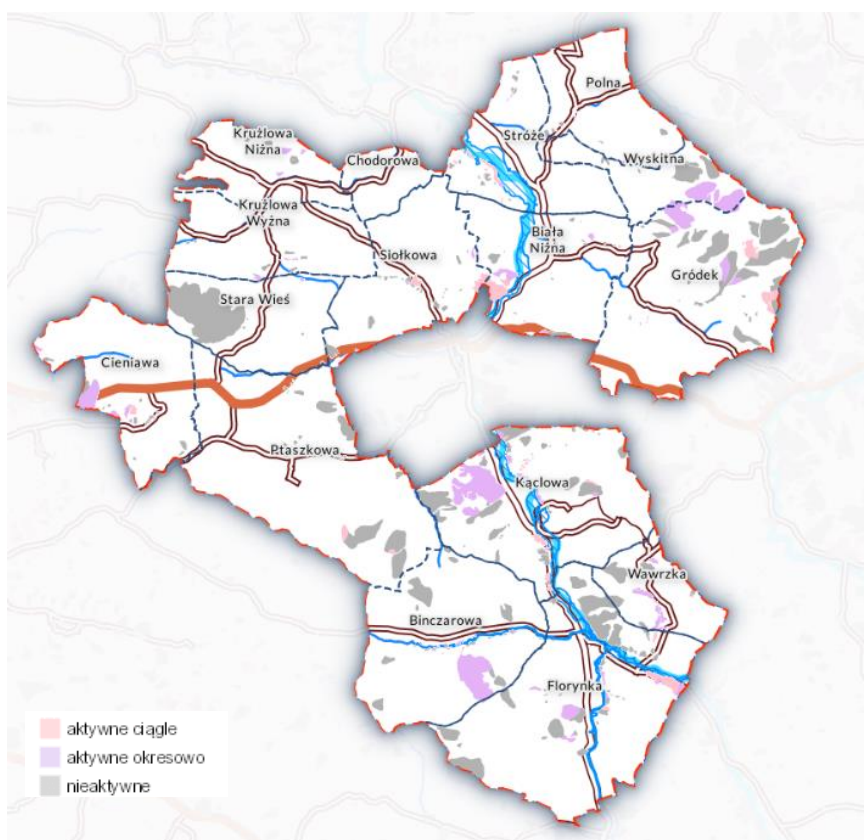 Polna
Stróże
Krużlowa
Niżna
Chodorowa
Wyskitna
Krużlowa
Wyżna
Biała
Niżna
Siołkowa
Gródek
Stara Wieś
Cieniawa
Ptaszkowa
Kąclowa
Wawrzka
Binczarowa
Florynka
aktywne ciągle
aktywne okresowo
nieaktywne